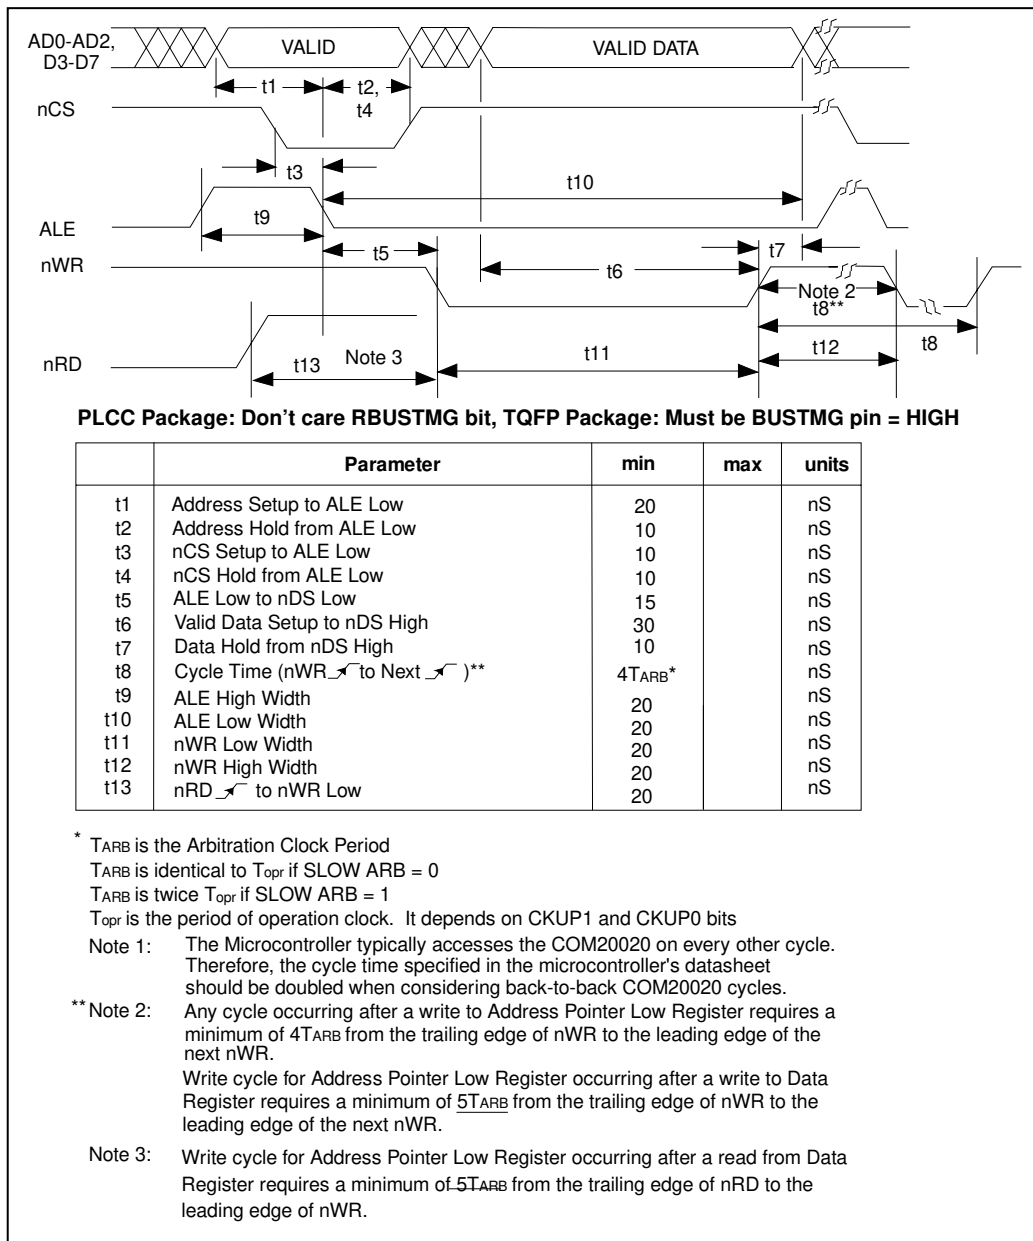 AD0-AD2,
D3-D7
VALID
VALID DATA
t1
t2,
t4
nCS
t3
t10
t9
ALE
t5
t7
nWR
t6
Note 2
t8**
t8
nRD
t13
Note 3
t11
t12
PLCC Package: Don't care RBUSTMG bit, TQFP Package: Must be BUSTMG pin = HIGH
Parameter min max units
t1 Address Setup to ALE Low 20 nS
t2 Address Hold from ALE Low 10 nS
t3 nCS Setup to ALE Low 10 nS
t4 nCS Hold from ALE Low 10 nS
t5 ALE Low to nDS Low 15 nS
t6 Valid Data Setup to nDS High 30 nS
t7 Data Hold from nDS High 10 nS
t8 Cycle Time (nWR to Next )** 4TARB* nS
t9 ALE High Width 20 nS
t10 ALE Low Width 20 nS
t11 nWR Low Width 20 nS
t12 nWR High Width 20 nS
t13 nRD to nWR Low 20 nS
* TARB is the Arbitration Clock Period
TARB is identical to Topr if SLOW ARB = 0
TARB is twice Topr if SLOW ARB = 1
Topr is the period of operation clock. It depends on CKUP1 and CKUP0 bits
Note 1: The Microcontroller typically accesses the COM20020 on every other cycle.
Therefore, the cycle time specified in the microcontroller's datasheet
should be doubled when considering back-to-back COM20020 cycles.
** Note 2: Any cycle occurring after a write to Address Pointer Low Register requires a
minimum of 4TARB from the trailing edge of nWR to the leading edge of the
next nWR.
Write cycle for Address Pointer Low Register occurring after a write to Data
Register requires a minimum of 5TARB from the trailing edge of nWR to the
leading edge of the next nWR.
Note 3: Write cycle for Address Pointer Low Register occurring after a read from Data
Register requires a minimum of 5TARB from the trailing edge of nRD to the
leading edge of nWR.